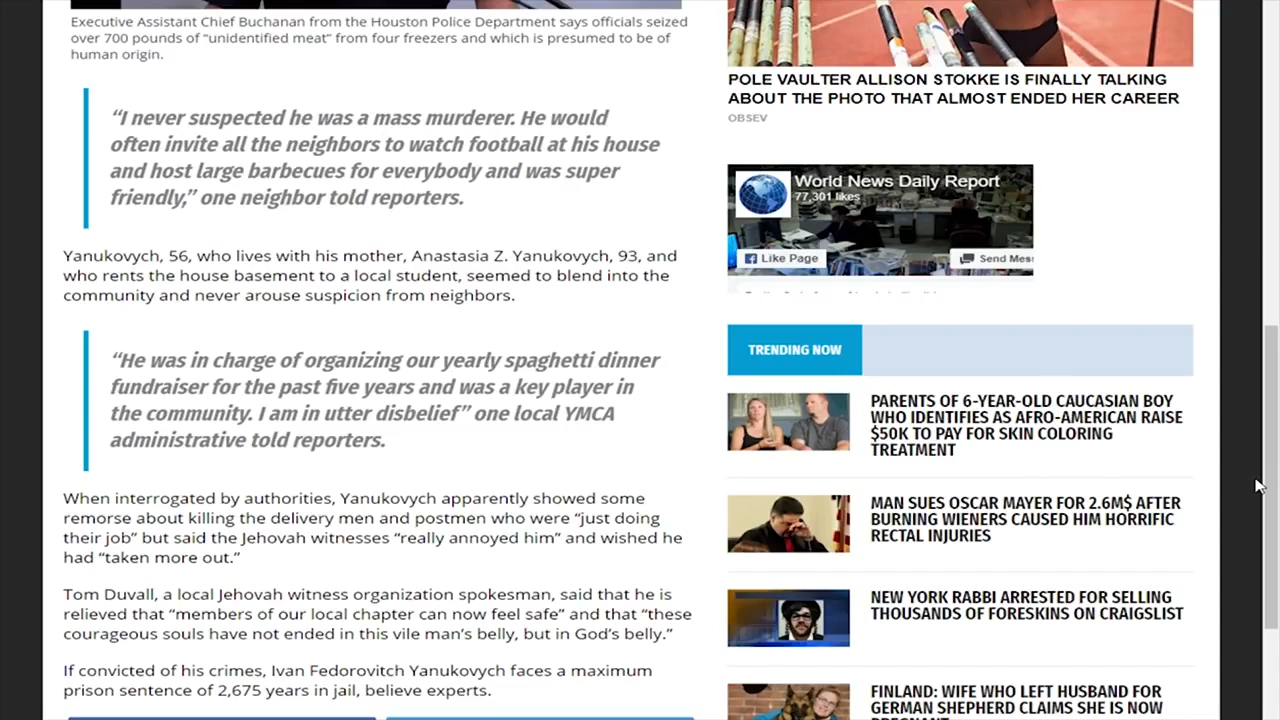 Executive Assistant Chief Buchanan from the Houston Police Department says officials seized
over 700 pounds of “unidentified meat” from four freezers and which is presumed to be of
human origin.
“I never suspected he was a mass murderer. He would
often invite all the neighbors to watch football at his house
and host large barbecues for everybody and was super
friendly,” one neighbor told reporters.
Yanukovych, 56, who lives with his mother, Anastasia Z. Yanukovych, 93, and
who rents the house basement to a local student, seemed to blend into the
community and never arouse suspicion from neighbors.
“He was in charge of organizing our yearly spaghetti dinner
fundraiser for the past five years and was a key player in
the community. I am in utter disbelief” one local YMCA
administrative told reporters.
When interrogated by authorities, Yanukovych apparently showed some
remorse about killing the delivery men and postmen who were “just doing
their job” but said the Jehovah witnesses “really annoyed him” and wished he
had “taken more out.”
Tom Duvall, a local Jehovah witness organization spokesman, said that he is
relieved that “members of our local chapter can now feel safe” and that “these
courageous souls have not ended in this vile man’s belly, but in God’s belly.”
If convicted of his crimes, Ivan Fedorovitch Yanukovych faces a maximum
prison sentence of 2,675 years in jail, believe experts.
POLE VAULTER ALLISON STOKKE IS FINALLY TALKING
ABOUT THE PHOTO THAT ALMOST ENDED HER CAREER
OBSEV
World News Daily Report
77,301 likes
Like Page
Send Mess
TRENDING NOW
PARENTS OF 6-YEAR-OLD CAUCASIAN BOY
WHO IDENTIFIES AS AFRO-AMERICAN RAISE
$50K TO PAY FOR SKIN COLORING
TREATMENT
MAN SUES OSCAR MAYER FOR 2.6M$ AFTER
BURNING WIENERS CAUSED HIM HORRIFIC
RECTAL INJURIES
NEW YORK RABBI ARRESTED FOR SELLING
THOUSANDS OF FORESKINS ON CRAIGSLIST
FINLAND: WIFE WHO LEFT HUSBAND FOR
GERMAN SHEPHERD CLAIMS SHE IS NOW